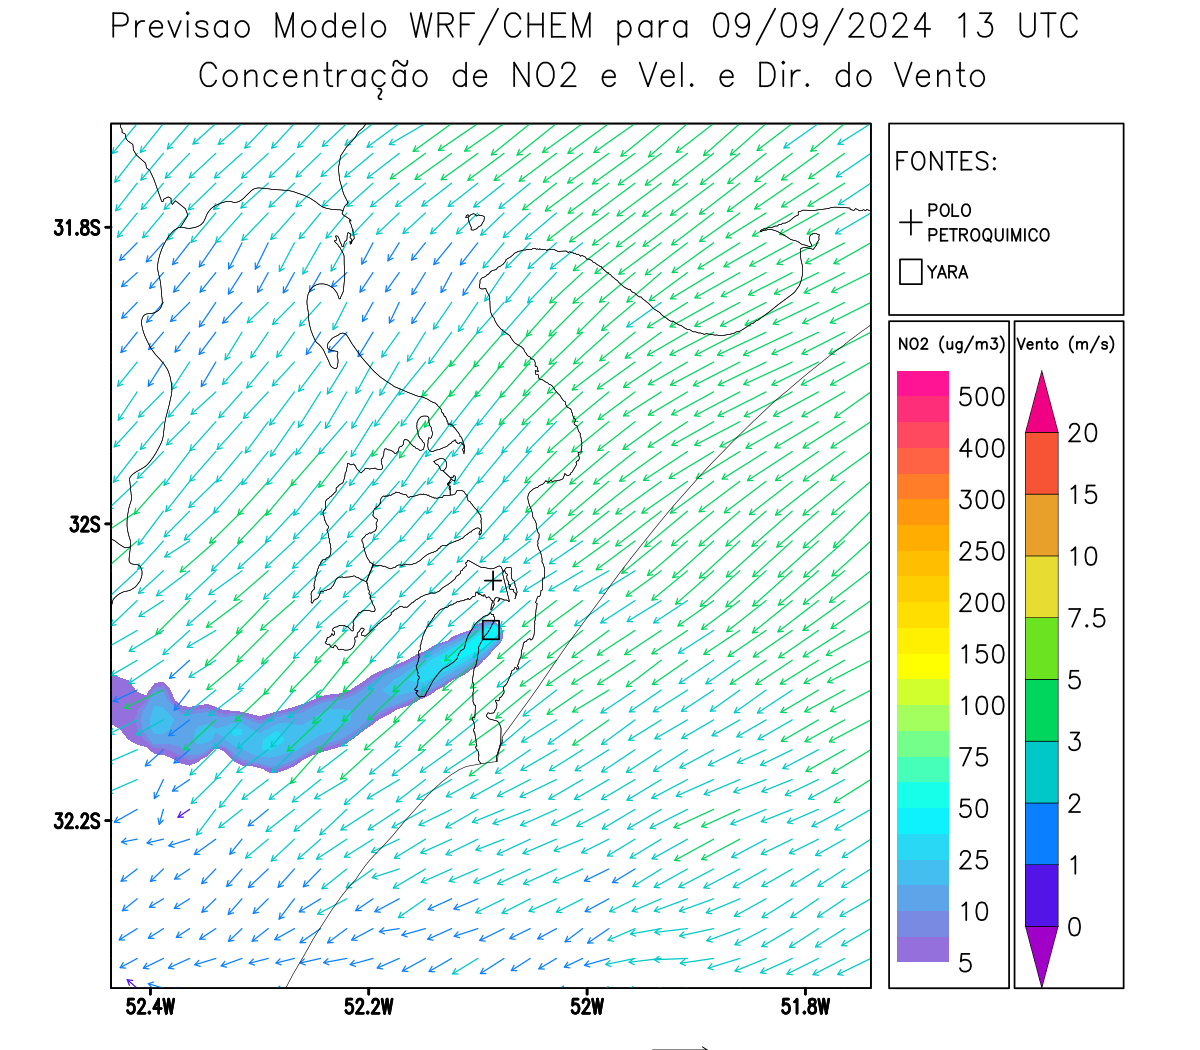 Previsao Modelo WRF/CHEM para 09/09/2024 13 UTC
Concentração de NO2 e Vel. e Dir. do Vento
FONTES:
POLO
PETROQUIMICO
YARA
NO2 (ug/m3)
500
400
300
250
200
150
100
75
50
25
10
5
Vento (m/s)
20
15
10
7.5
5
3
2
1
0
31.8S
32S
32.2S
52.4W
52.2W
52W
51.8W